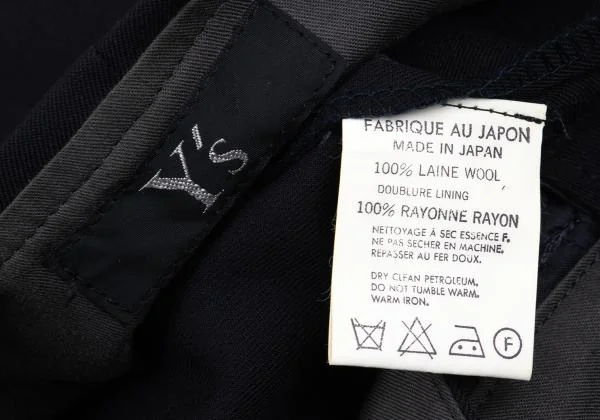 Y's
FABRIQUE AU JAPON
MADE IN JAPAN
100% LAINE WOOL
DOUBLURE LINING
100% RAYONNE RAYON
NETTOYAGE À SEC ESSENCE F.
NE PAS SECHER EN MACHINE.
REPASSER AU FER DOUX.
DRY CLEAN PETROLEUM.
DO NOT TUMBLE WARM.
WARM IRON.
F